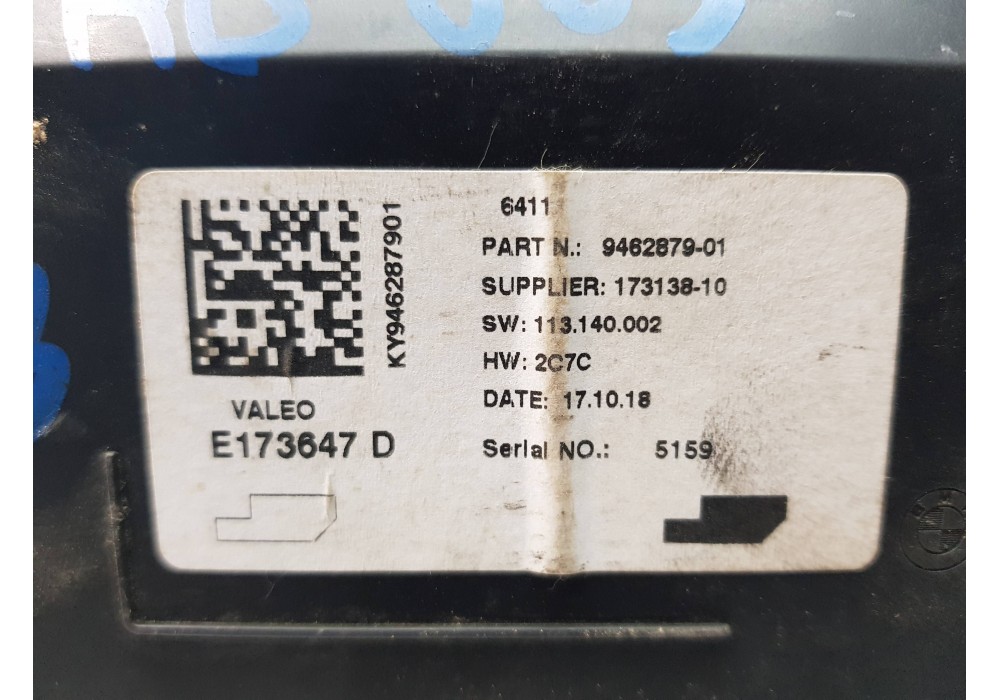 6411
PART N.: 9462879-01
SUPPLIER: 173138-10
SW: 113.140.002
HW: 2C7C
DATE: 17.10.18
Serial NO.: 5159
KY946287901
VALEO
E173647 D